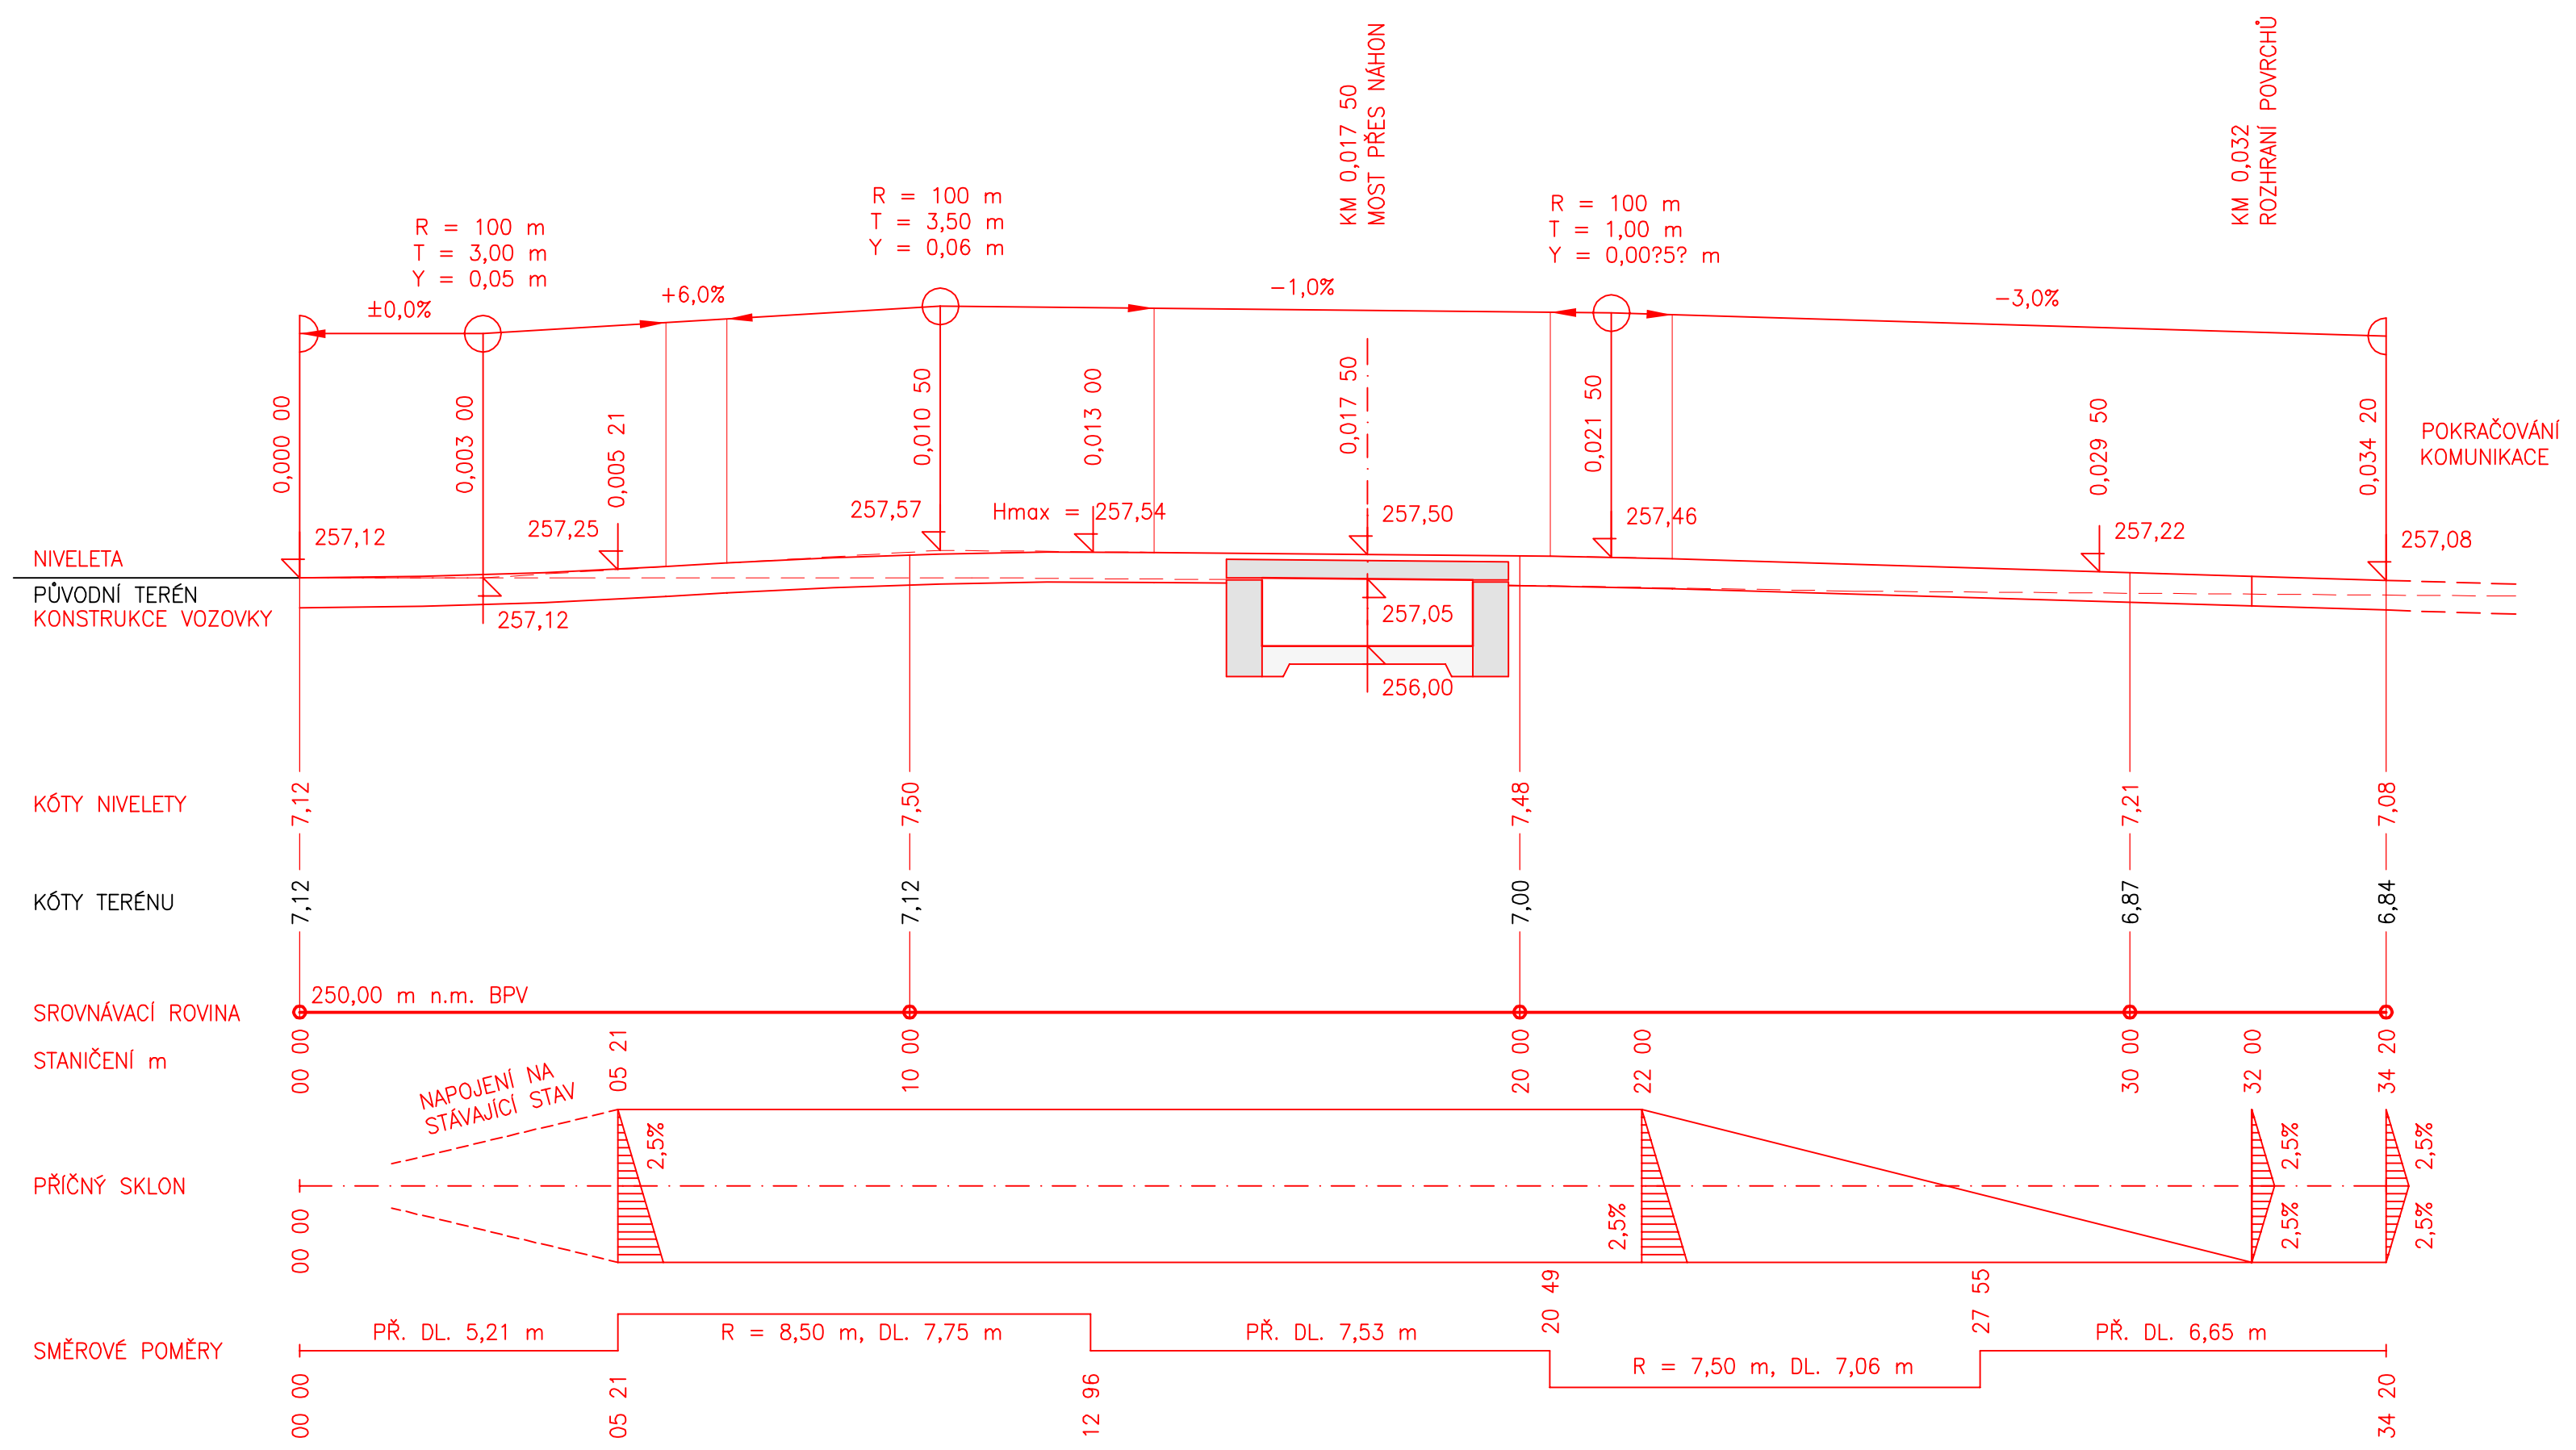 KM 0,017 50
MOST PŘES NÁHON
KM 0,032
ROZHRANÍ POVRCHŮ
R = 100 m
T = 3,00 m
Y = 0,05 m
R = 100 m
T = 3,50 m
Y = 0,06 m
R = 100 m
T = 1,00 m
Y = 0,00?5? m
±0,0%
+6,0%
-1,0%
-3,0%
0,000 00
0,003 00
0,005 21
0,010 50
0,013 00
0,017 50
0,021 50
0,029 50
0,034 20
POKRAČOVÁNÍ
KOMUNIKACE
257,12
257,25
257,57
Hmax = 257,54
257,50
257,46
257,22
257,08
NIVELETA
PŮVODNÍ TERÉN
KONSTRUKCE VOZOVKY
257,12
257,05
256,00
KÓTY NIVELETY
7,12
7,50
7,48
7,21
7,08
KÓTY TERÉNU
7,12
7,12
7,00
6,87
6,84
SROVNÁVACÍ ROVINA
250,00 m n.m. BPV
STANIČENÍ m
00 00
05 21
10 00
20 00
22 00
30 00
32 00
34 20
NAPOJENÍ NA
STÁVAJÍCÍ STAV
PŘÍČNÝ SKLON
00 00
2,5%
2,5%
2,5%
2,5%
2,5%
2,5%
20 49
27 55
SMĚROVÉ POMĚRY
PŘ. DL. 5,21 m
R = 8,50 m, DL. 7,75 m
PŘ. DL. 7,53 m
R = 7,50 m, DL. 7,06 m
PŘ. DL. 6,65 m
00 00
05 21
12 96
34 20